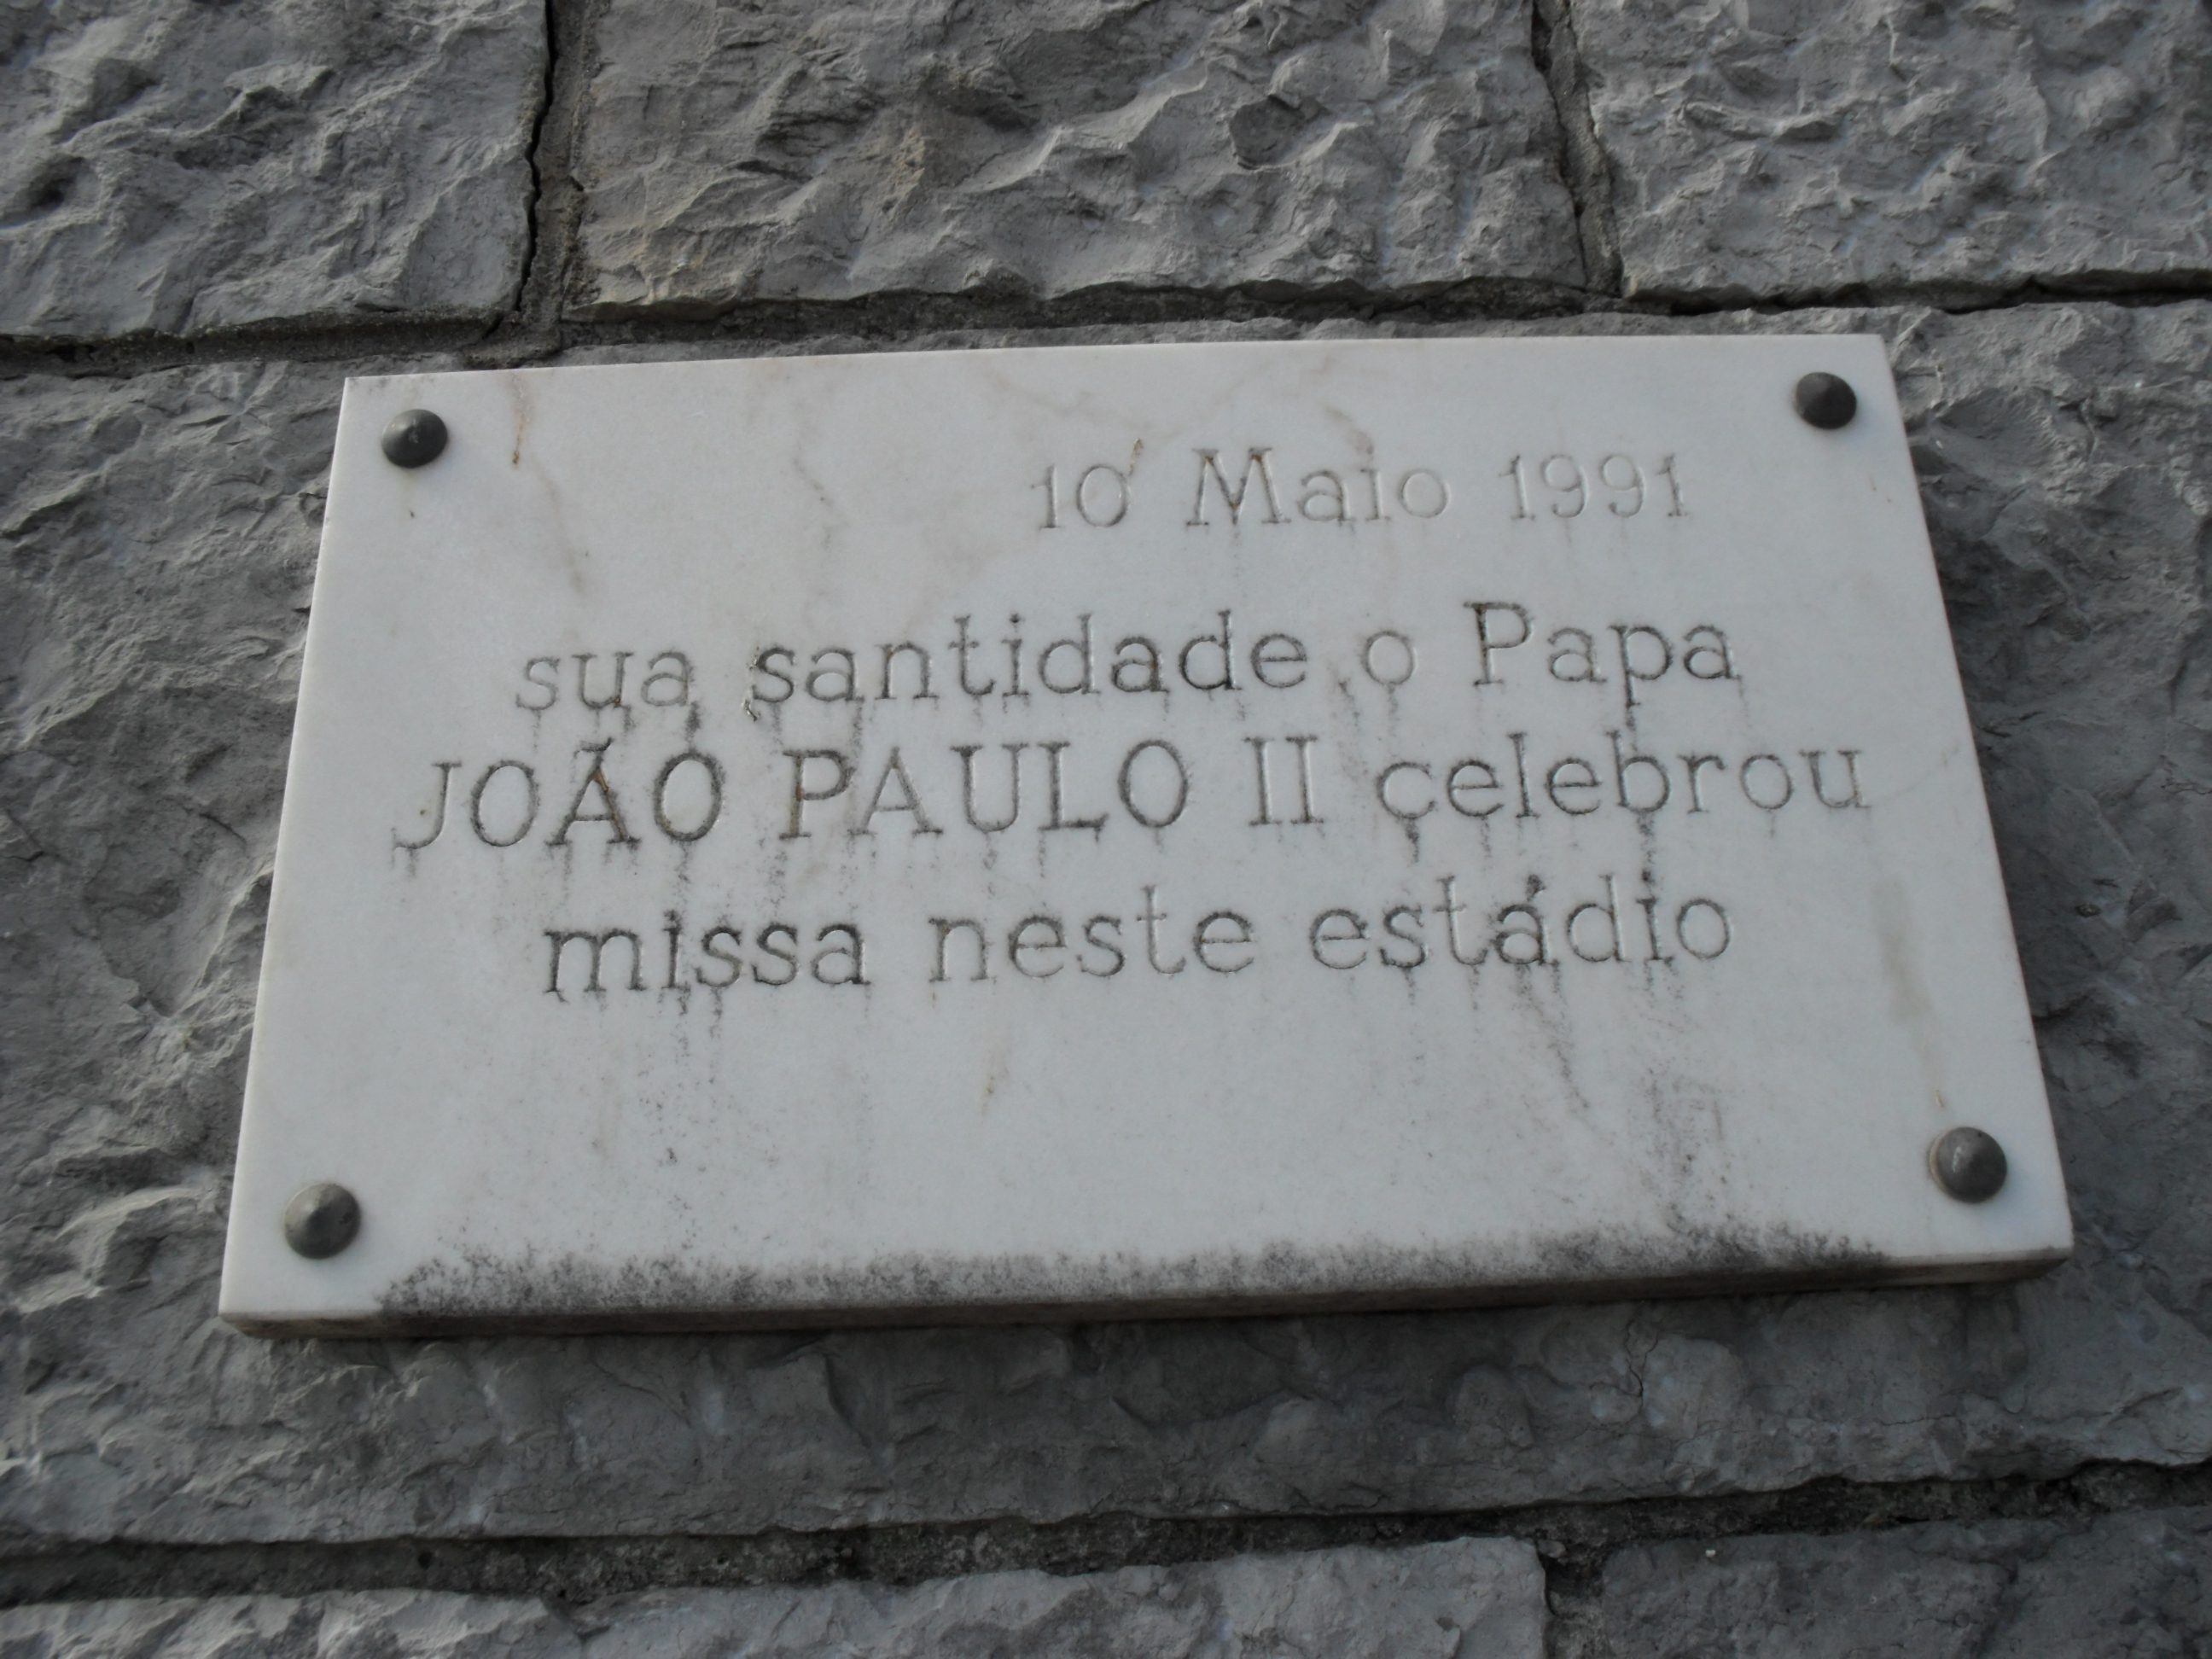 10 Maio 1991
sua santidade o Papa
JOÃO PAULO II celebrou
missa neste estádio